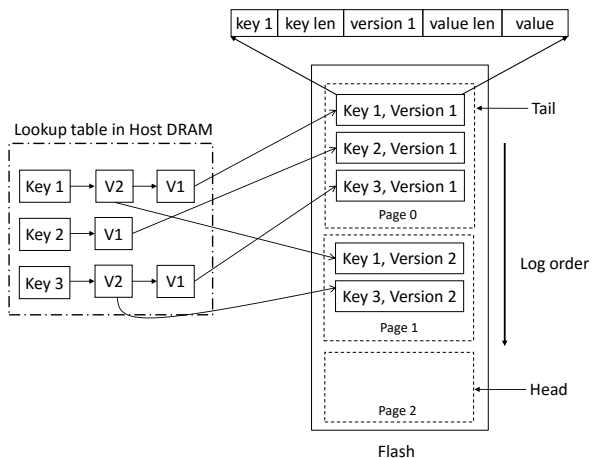 key 1 key len version 1 value len value
Key 1, Version 1
Tail
Lookup table in Host DRAM
Key 2, Version 1
Key 1 V2 V1
Key 3, Version 1
Page 0
Key 2 V1
Key 1, Version 2
Log order
Key 3 V2 V1
Key 3, Version 2
Page 1
Head
Page 2
Flash